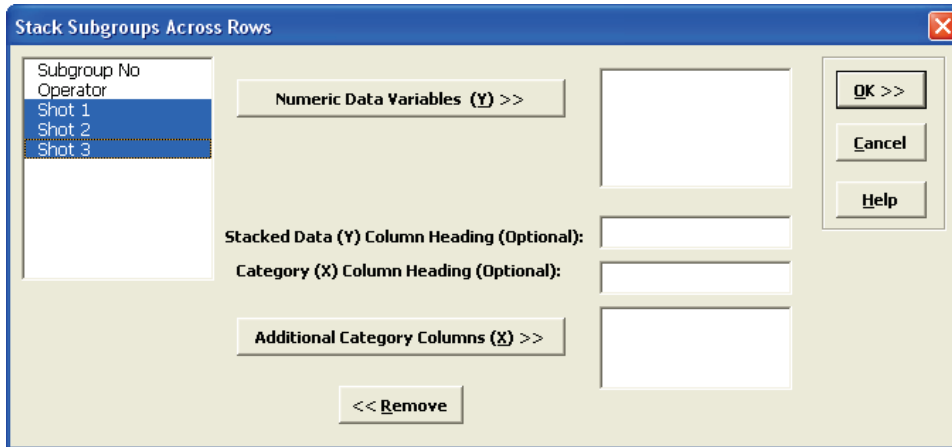 Stack Subgroups Across Rows
Subgroup No
Operator
Shot 1
Shot 2
Shot 3
Numeric Data Variables (Y) >>
Stacked Data (Y) Column Heading (Optional):
Category (X) Column Heading (Optional):
Additional Category Columns (X) >>
<< Remove
OK >>
Cancel
Help